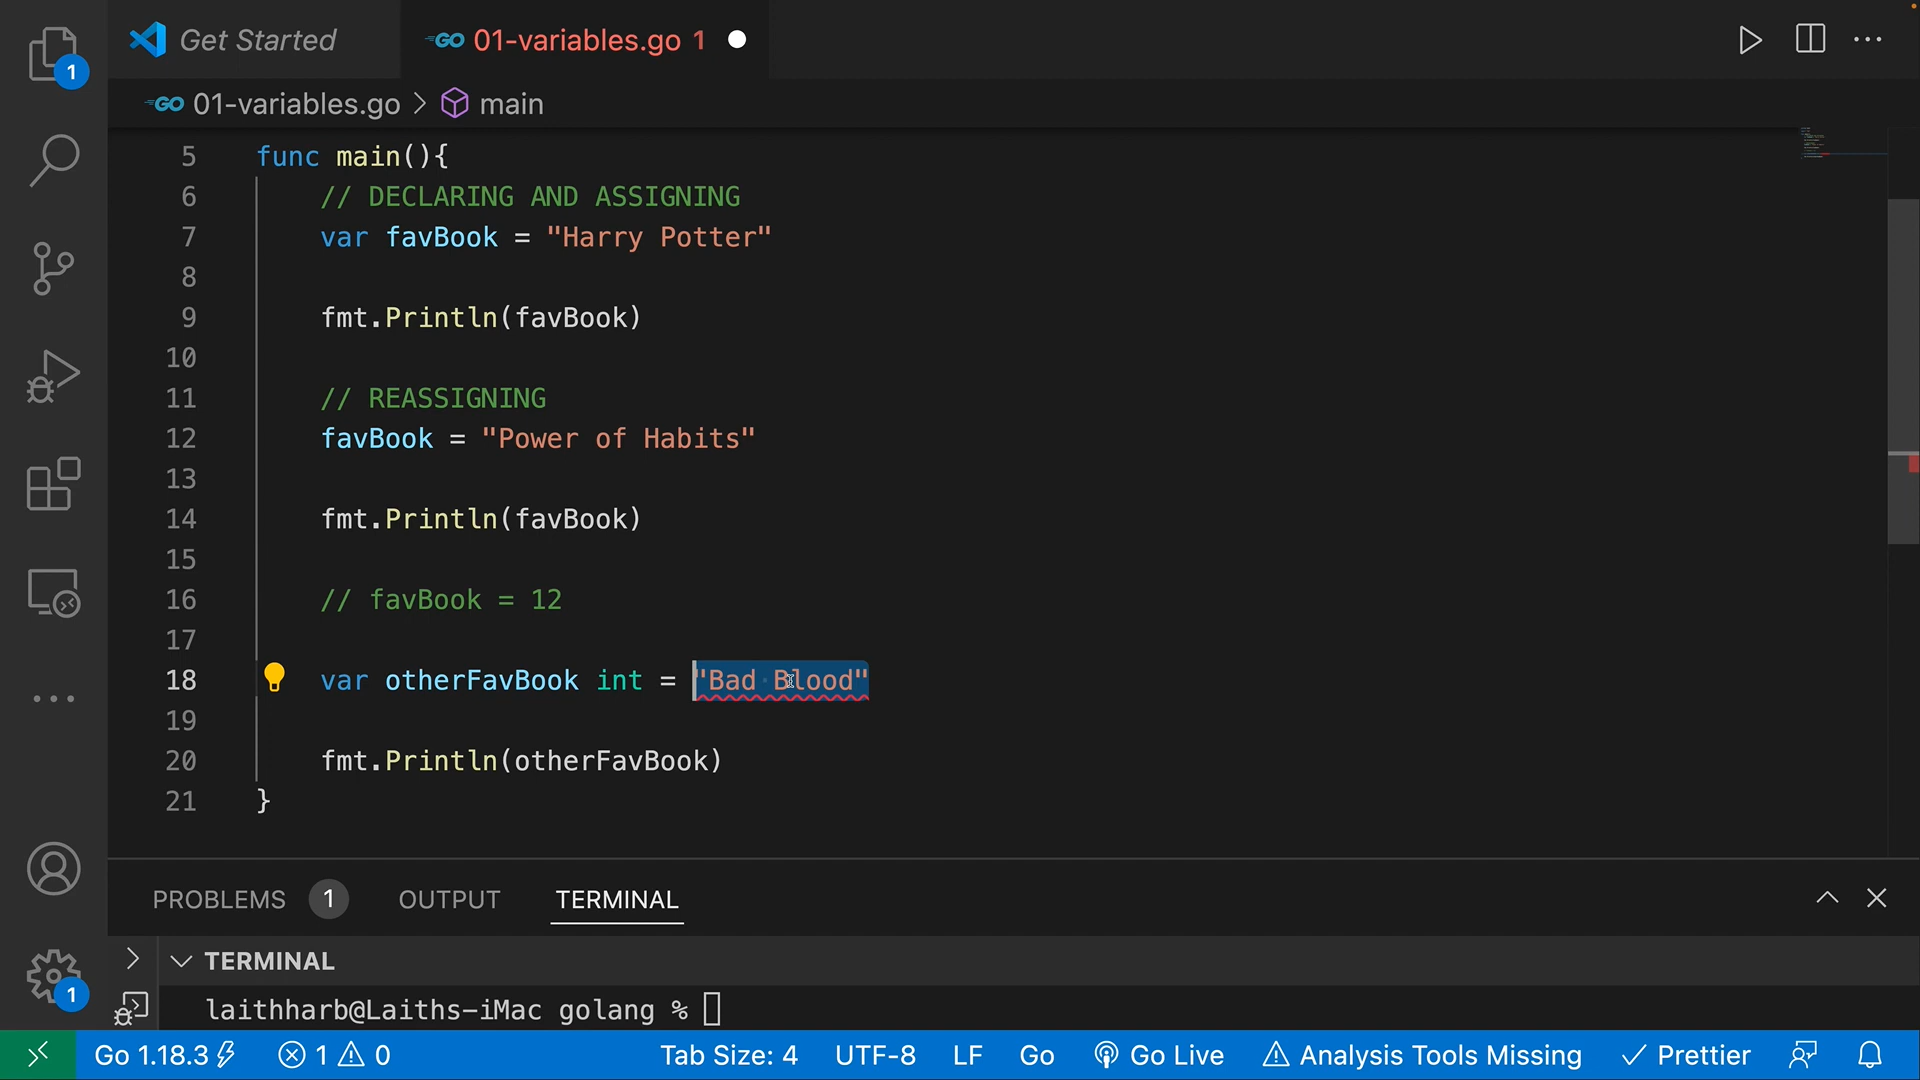 Get Started
GO 01-variables.go 1
GO 01-variables.go > main
1
5 func main(){
6 // DECLARING AND ASSIGNING
7 var favBook = "Harry Potter"
8
9 fmt.Println(favBook)
10
11 // REASSIGNING
12 favBook = "Power of Habits"
13
14 fmt.Println(favBook)
15
16 // favBook = 12
17
18 var otherFavBook int = "Bad Blood"
19
20 fmt.Println(otherFavBook)
21 }
PROBLEMS 1 OUTPUT TERMINAL
TERMINAL
1
laithharb@Laiths-iMac golang %
Go 1.18.3 1 0 Tab Size: 4 UTF-8 LF Go Go Live Analysis Tools Missing Prettier